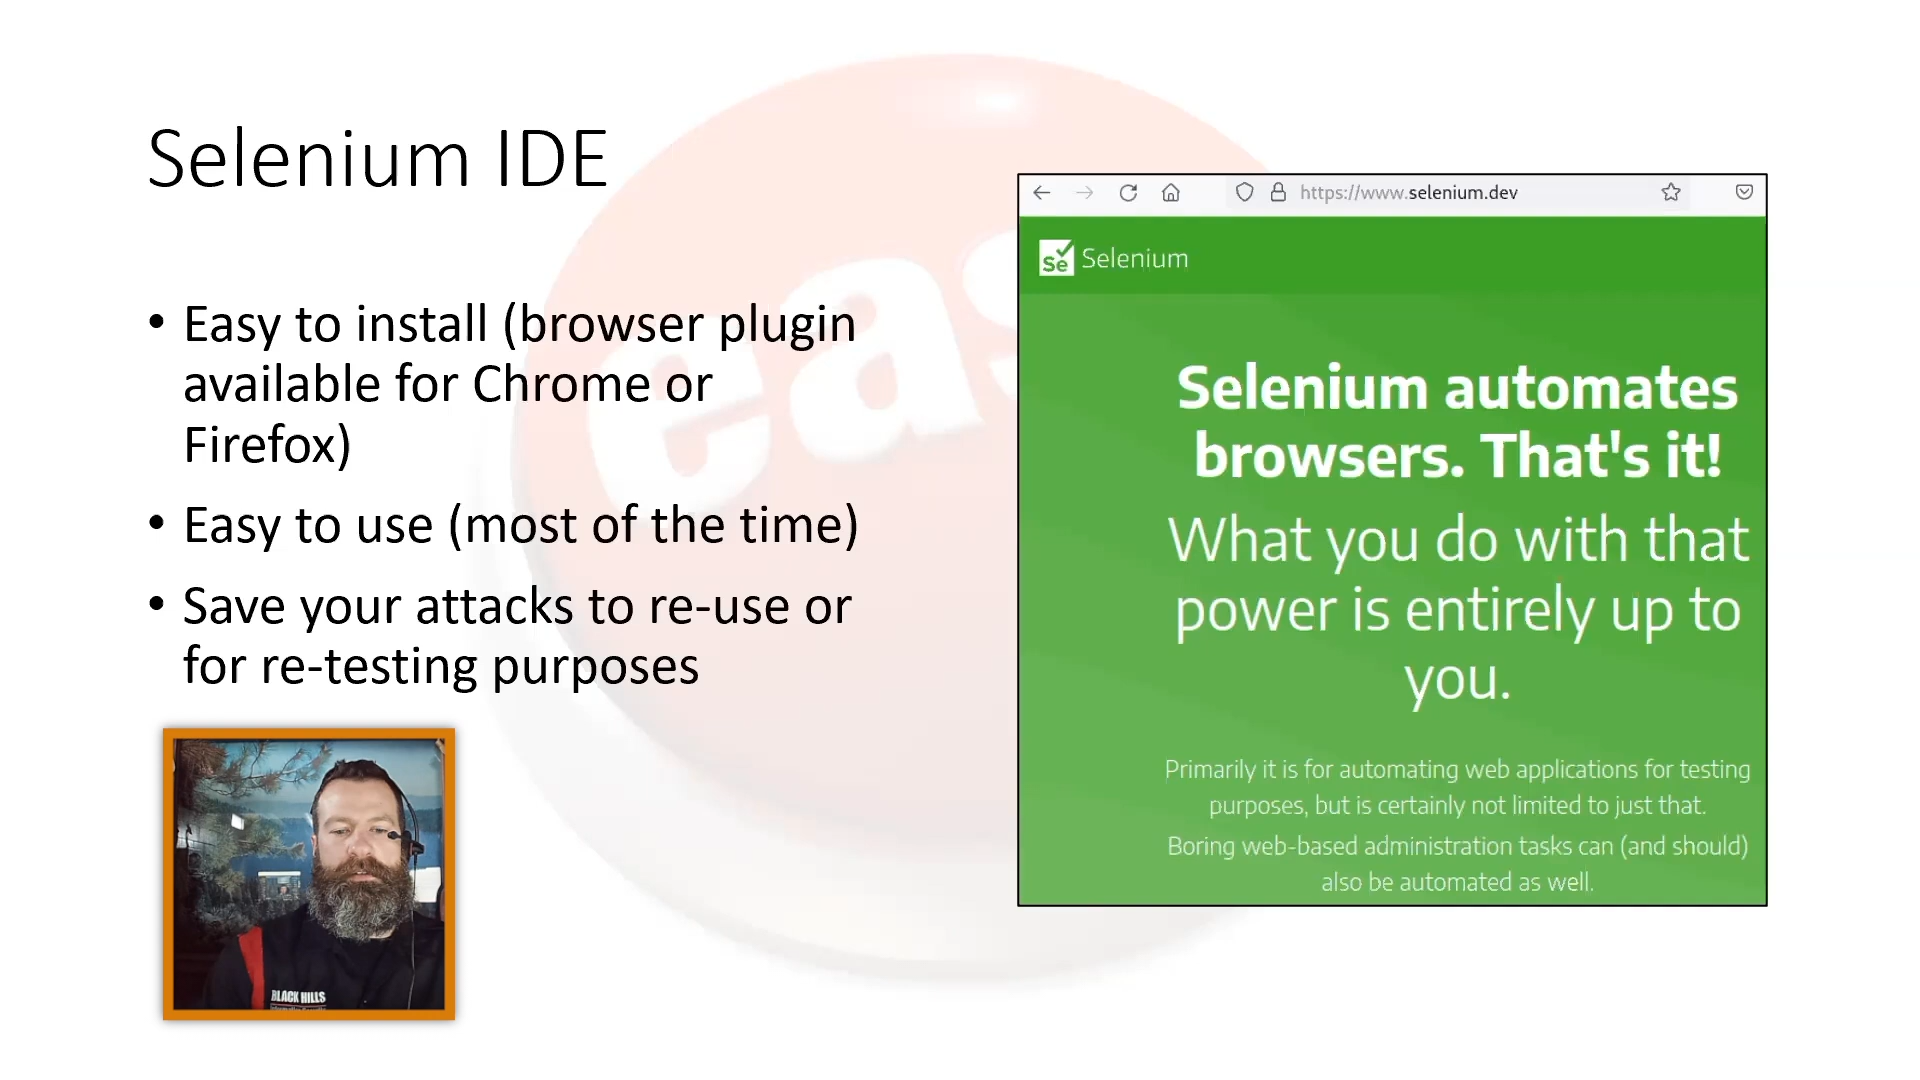 Selenium IDE
• Easy to install (browser plugin
available for Chrome or
Firefox)
• Easy to use (most of the time)
• Save your attacks to re-use or
for re-testing purposes
https://www.selenium.dev
Se Selenium
Selenium automates
browsers. That's it!
What you do with that
power is entirely up to
you.
Primarily it is for automating web applications for testing
purposes, but is certainly not limited to just that.
Boring web-based administration tasks can (and should)
also be automated as well.
eas
BLACK HILLS